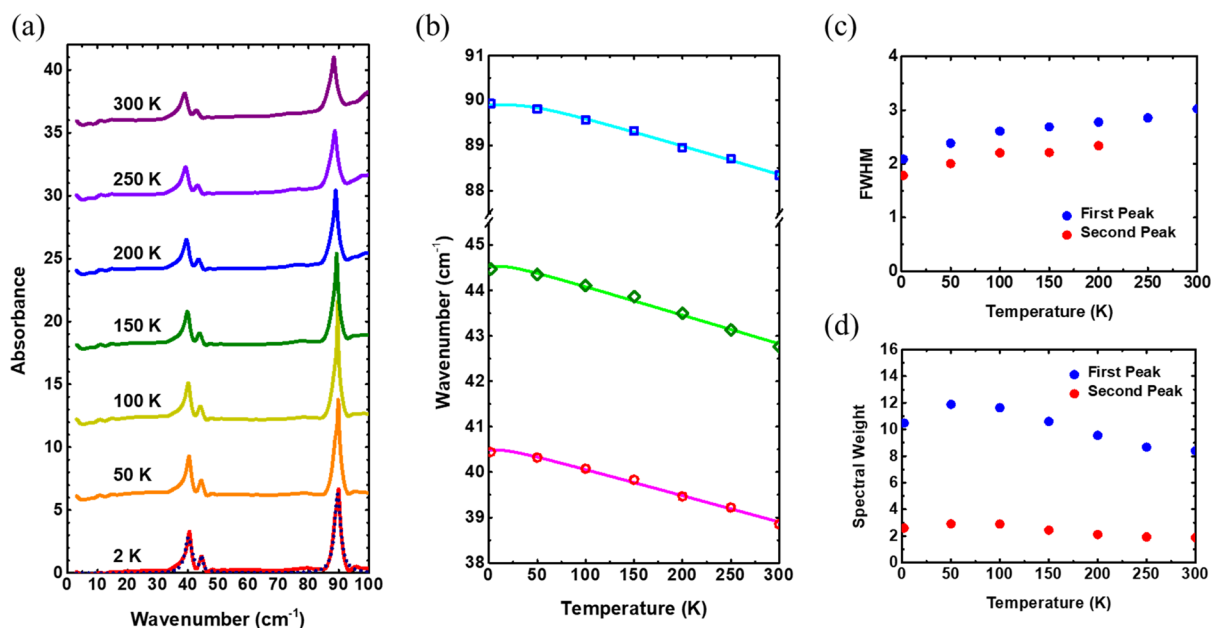 (a)
40
35
30
25
20
15
10
5
0
300 K
250 K
200 K
150 K
100 K
50 K
2 K
Absorbance
0 10 20 30 40 50 60 70 80 90 100
Wavenumber (cm⁻¹)
(b)
91
90
89
88
45
44
43
42
41
40
39
38
Wavenumber (cm⁻¹)
0 50 100 150 200 250 300
Temperature (K)
(c)
4
3
2
1
0
FWHM
First Peak
Second Peak
0 50 100 150 200 250 300
Temperature (K)
(d)
16
14
12
10
8
6
4
2
0
Spectral Weight
First Peak
Second Peak
0 50 100 150 200 250 300
Temperature (K)